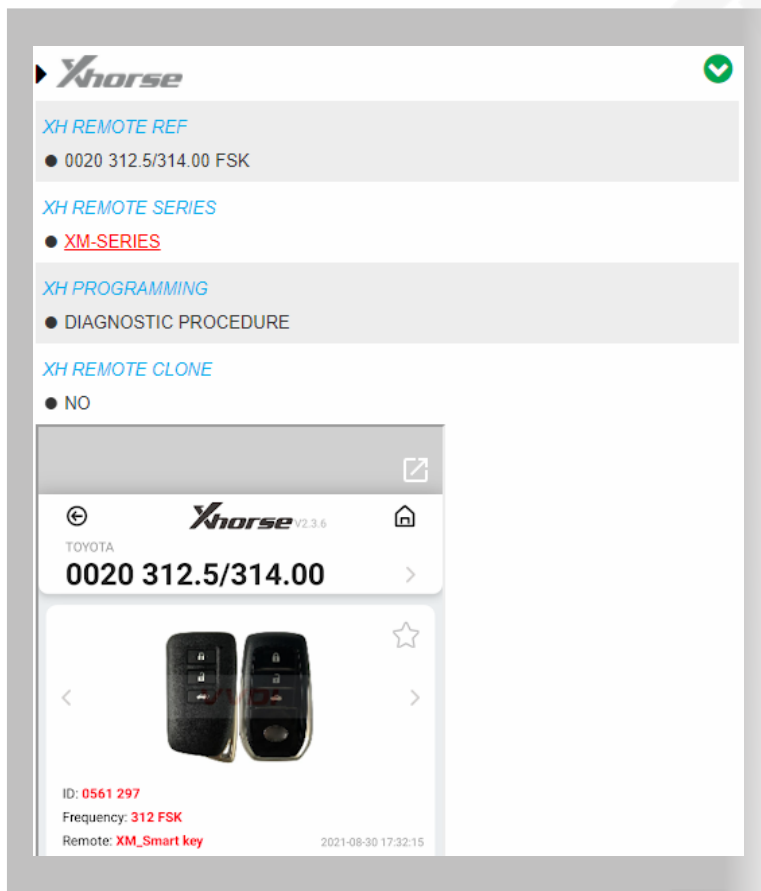 Xhorse
XH REMOTE REF
● 0020 312.5/314.00 FSK
XH REMOTE SERIES
● XM-SERIES
XH PROGRAMMING
● DIAGNOSTIC PROCEDURE
XH REMOTE CLONE
● NO
Xhorse V2.3.6
TOYOTA
0020 312.5/314.00
VVDI
ID: 0561 297
Frequency: 312 FSK
Remote: XM_Smart key 2021-08-30 17:32:15